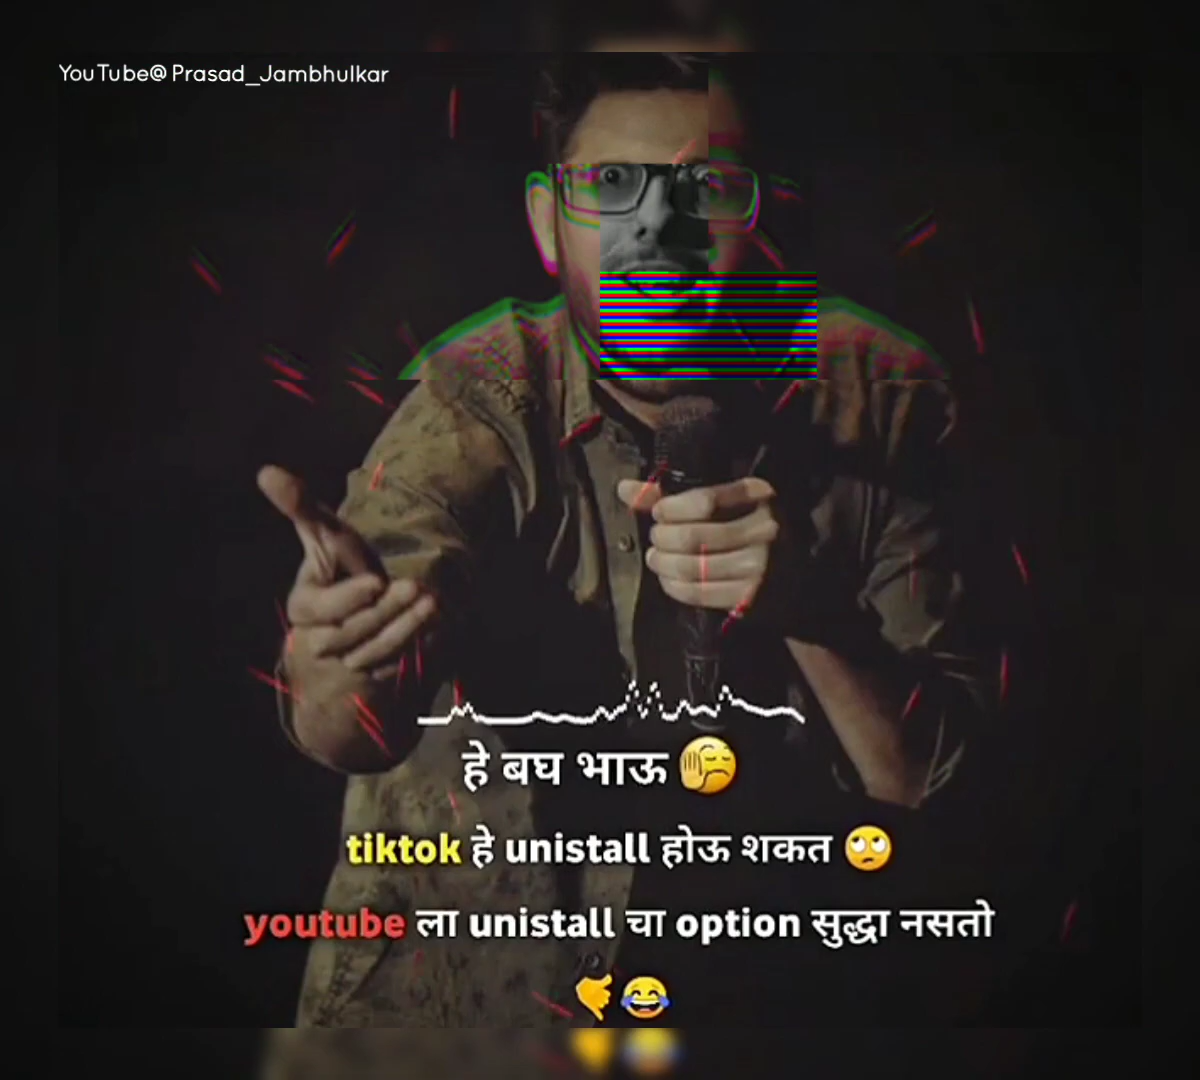 YouTube@Prasad_Jambhulkar
हे बघ भाऊ 🤚😞
tiktok हे unistall होऊ शकत 🙄
youtube ला unistall चा option सुद्धा नसतो
🤙😂